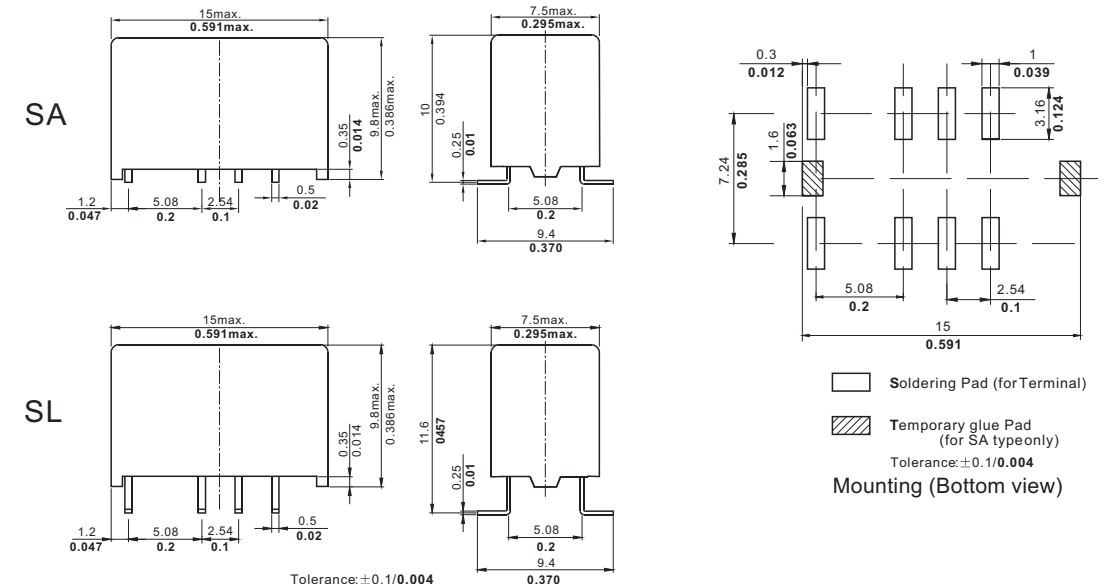 SA
15max.
0.591max.
9.8max.
0.386max.
0.35
0.014
1.2
0.047
5.08
0.2
2.54
0.1
0.5
0.02
7.5max.
0.295max.
10
0.394
0.25
0.01
5.08
0.2
9.4
0.370
SL
15max.
0.591max.
9.8max.
0.386max.
0.35
0.014
1.2
0.047
5.08
0.2
2.54
0.1
0.5
0.02
7.5max.
0.295max.
11.6
0457
0.25
0.01
5.08
0.2
9.4
0.370
Tolerance:±0.1/0.004
0.3
0.012
1
0.039
3.16
0.124
1.6
0.063
7.24
0.285
5.08
0.2
2.54
0.1
15
0.591
Soldering Pad (for Terminal)
Temporary glue Pad
(for SA typeonly)
Tolerance:±0.1/0.004
Mounting (Bottom view)